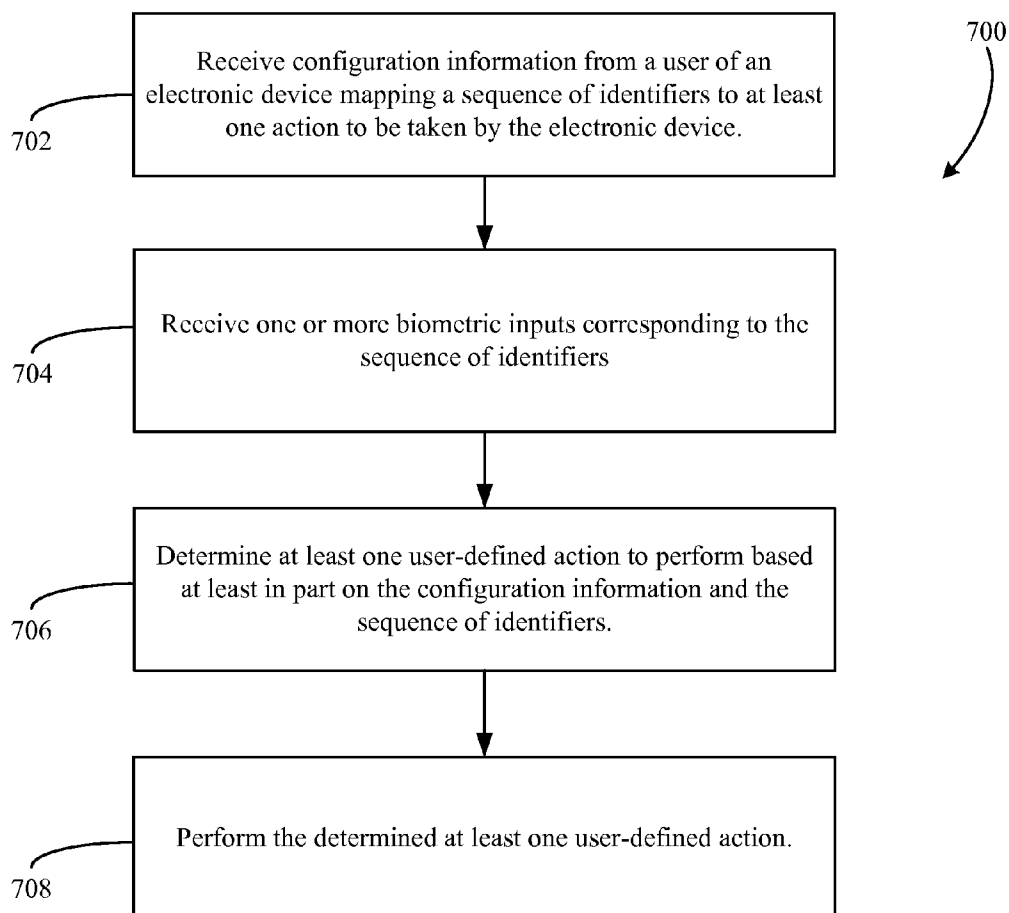 700
Receive configuration information from a user of an
electronic device mapping a sequence of identifiers to at least
one action to be taken by the electronic device.
702
Receive one or more biometric inputs corresponding to the
sequence of identifiers
704
Determine at least one user-defined action to perform based
at least in part on the configuration information and the
sequence of identifiers.
706
Perform the determined at least one user-defined action.
708